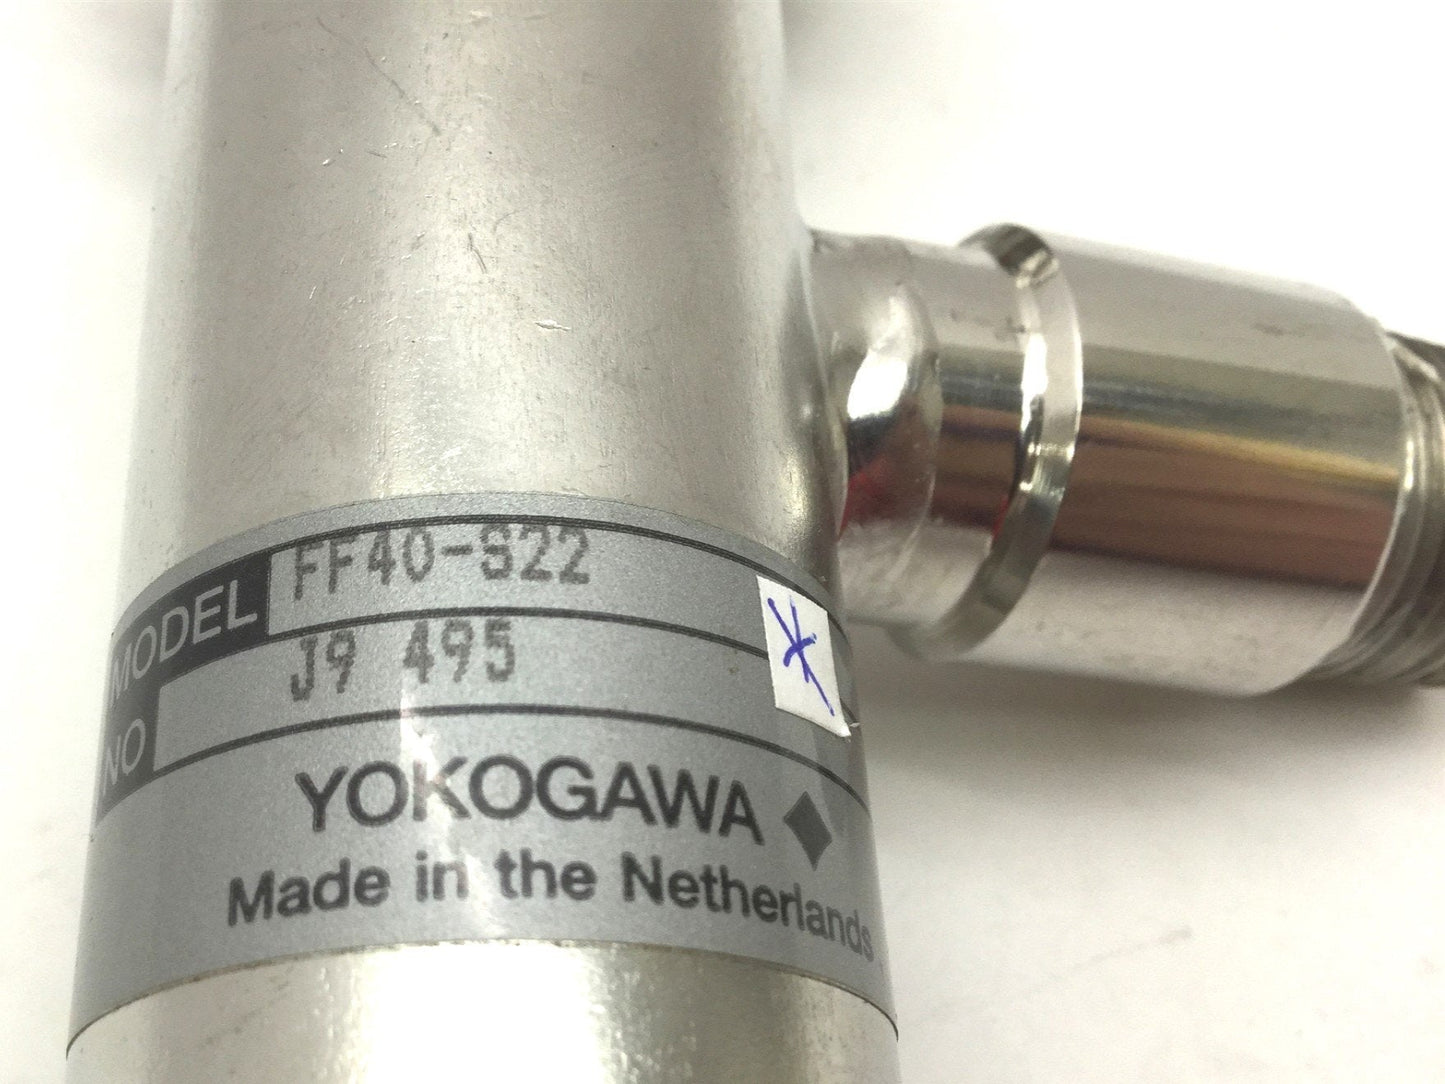 MODEL FF40-S22
NO J9 495
YOKOGAWA
Made in the Netherlands